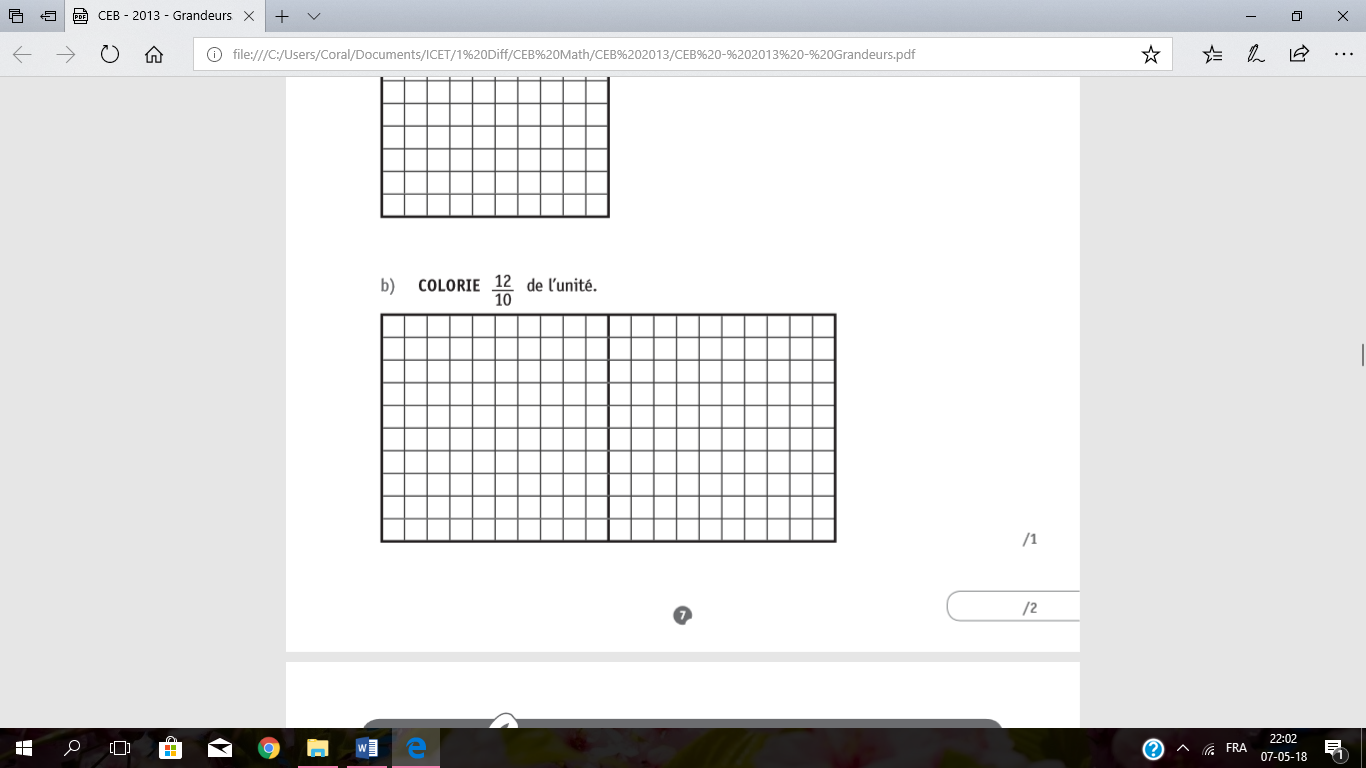 CEB - 2013 - Grandeurs
file:///C:/Users/Coral/Documents/ICET/1%20Diff/CEB%20Math/CEB%202013/CEB%20-%202013%20-%20Grandeurs.pdf
b) COLORIE 12/10 de l'unité.
/1
/2
7
FRA
22:02
07-05-18
1